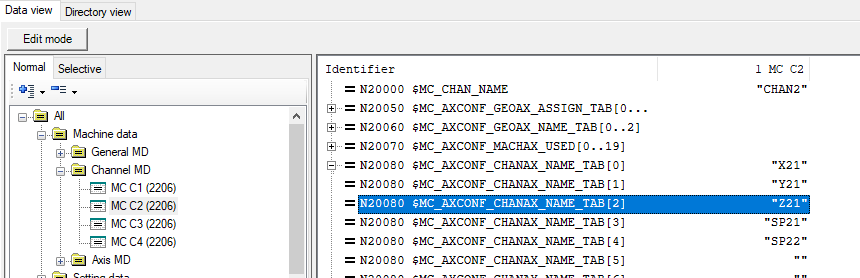 Data view Directory view
Edit mode
Normal Selective
All
Machine data
General MD
Channel MD
MC C1 (2206)
MC C2 (2206)
MC C3 (2206)
MC C4 (2206)
Axis MD
Setting data
Identifier 1 MC C2
N20000 $MC_CHAN_NAME "CHAN2"
N20050 $MC_AXCONF_GEOAX_ASSIGN_TAB[0...
N20060 $MC_AXCONF_GEOAX_NAME_TAB[0..2]
N20070 $MC_AXCONF_MACHAX_USED[0..19]
N20080 $MC_AXCONF_CHANAX_NAME_TAB[0] "X21"
N20080 $MC_AXCONF_CHANAX_NAME_TAB[1] "Y21"
N20080 $MC_AXCONF_CHANAX_NAME_TAB[2] "Z21"
N20080 $MC_AXCONF_CHANAX_NAME_TAB[3] "SP21"
N20080 $MC_AXCONF_CHANAX_NAME_TAB[4] "SP22"
N20080 $MC_AXCONF_CHANAX_NAME_TAB[5] ""
N20080 $MC_AXCONF_CHANAX_NAME_TAB[6] ""